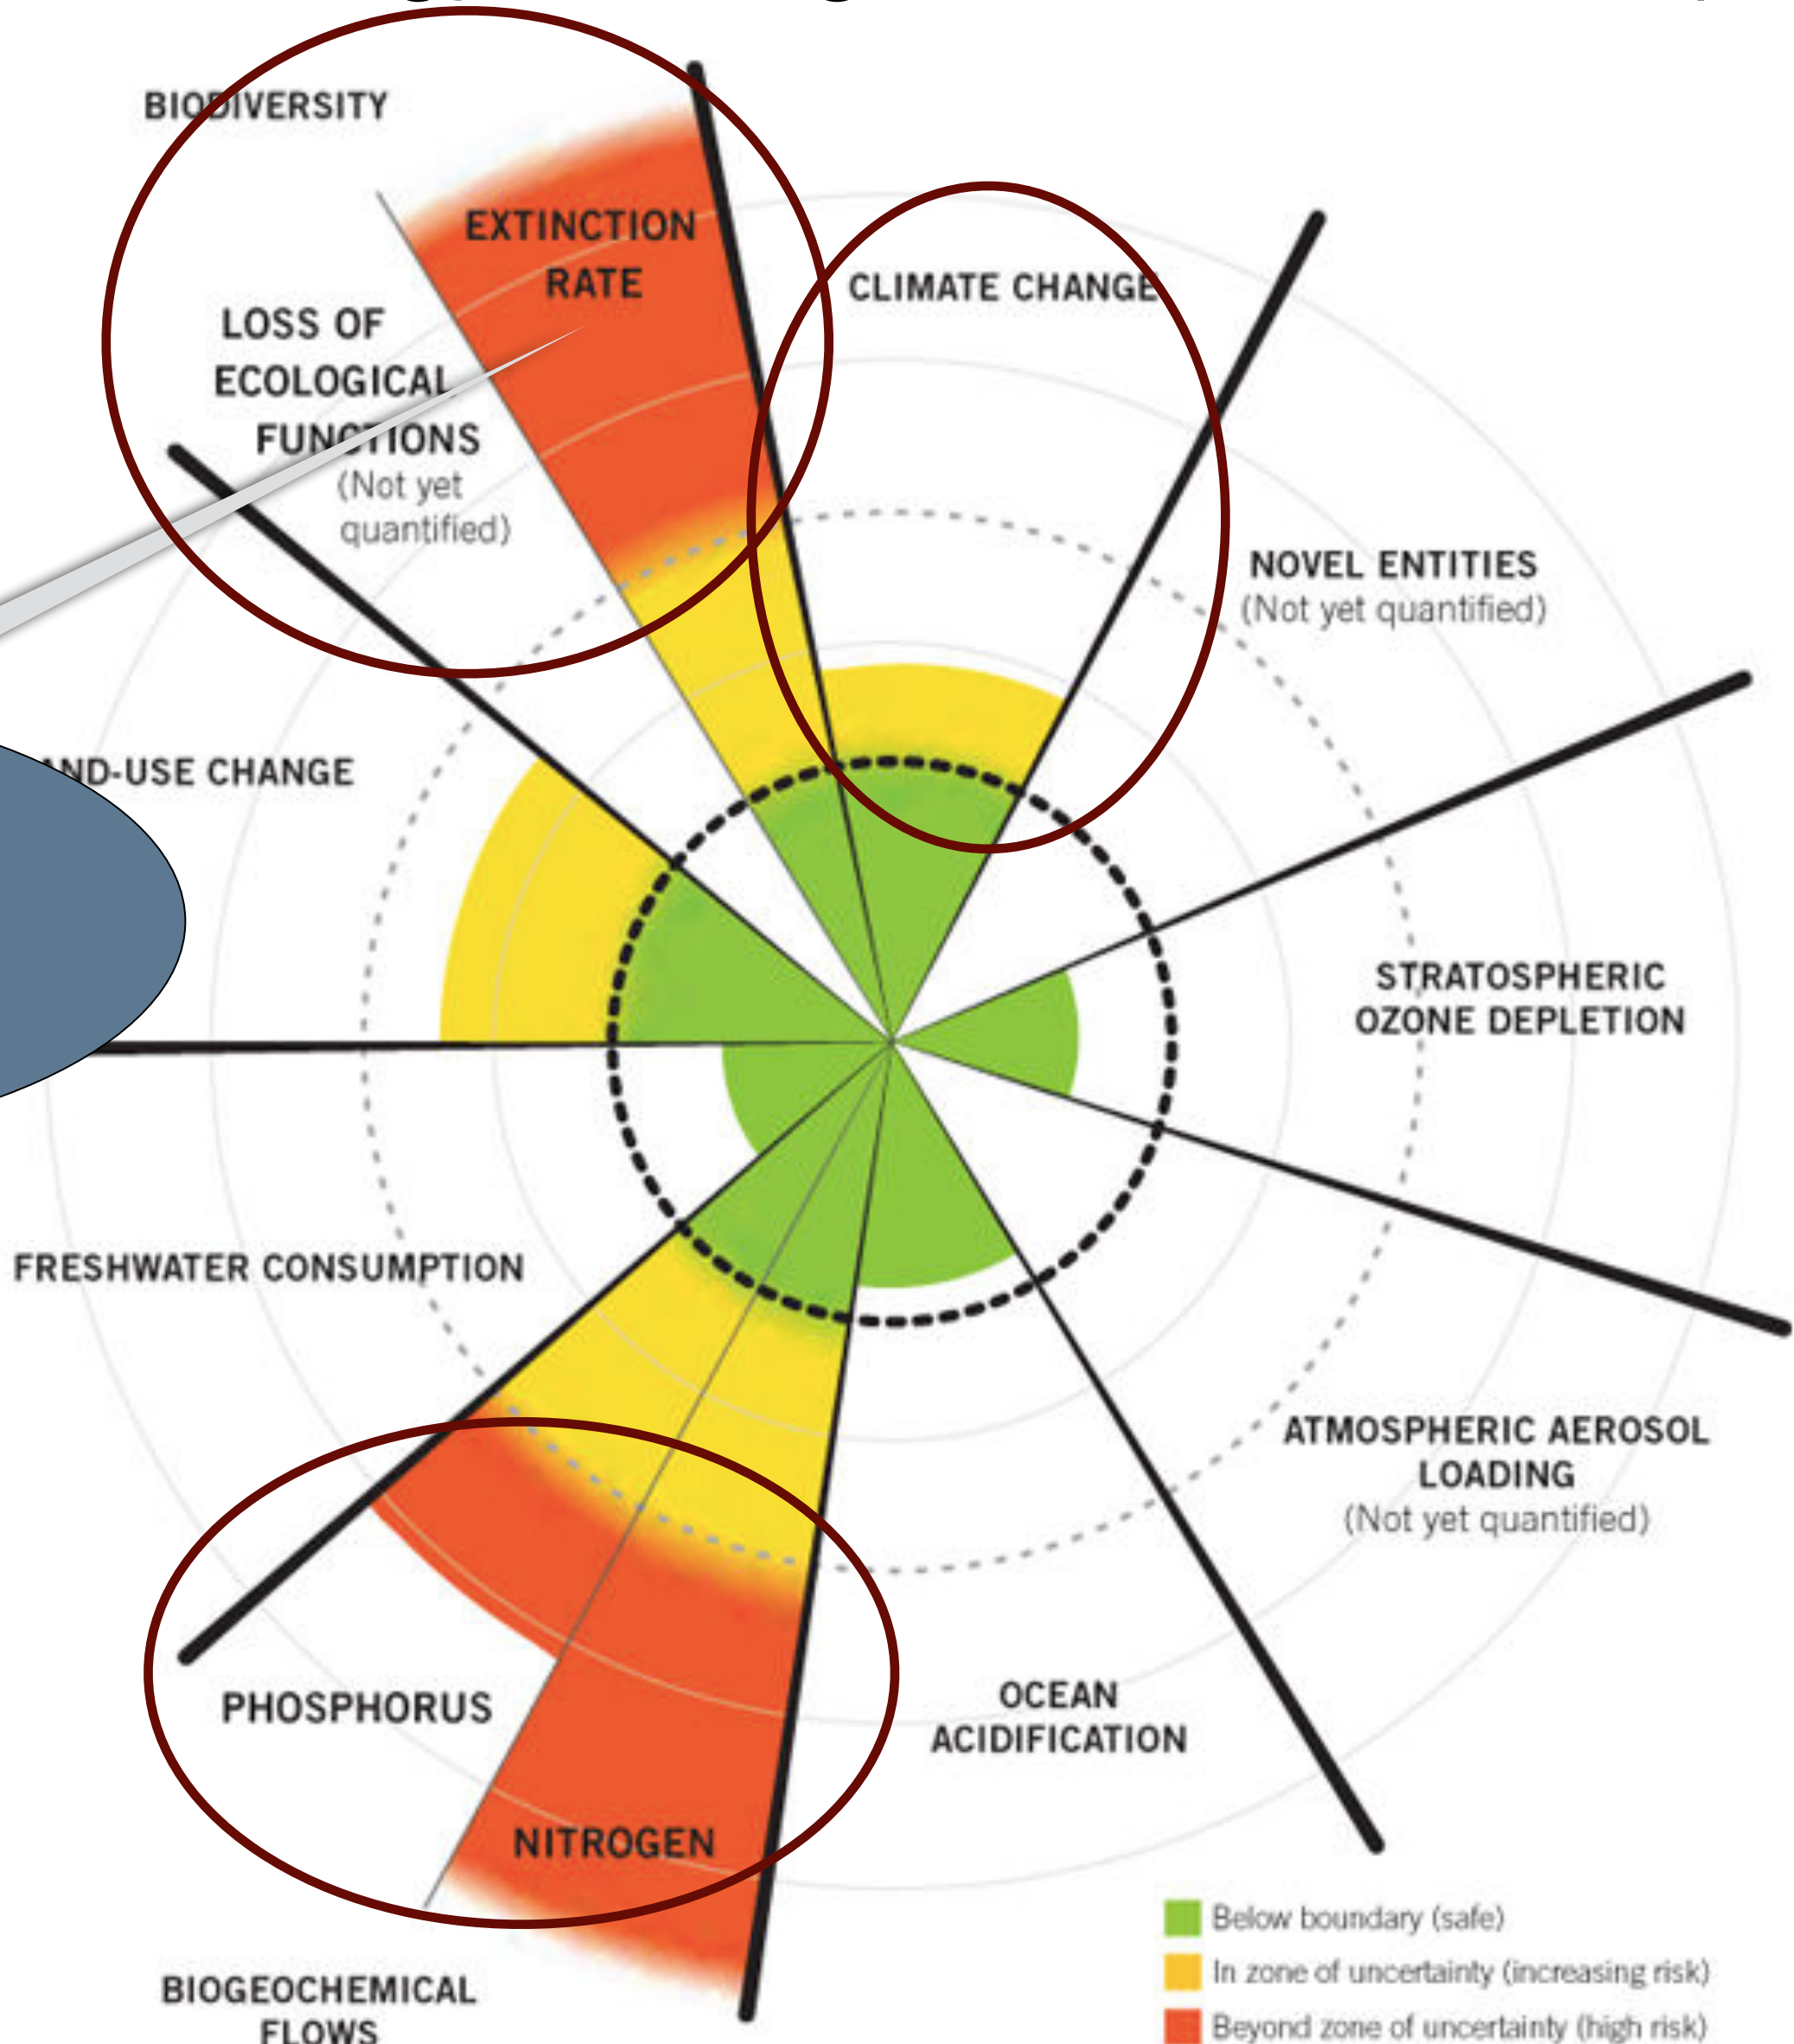 BIODIVERSITY
EXTINCTION
RATE
CLIMATE CHANGE
LOSS OF
ECOLOGICAL
FUNCTIONS
(Not yet
quantified)
NOVEL ENTITIES
(Not yet quantified)
AND-USE CHANGE
STRATOSPHERIC
OZONE DEPLETION
FRESHWATER CONSUMPTION
ATMOSPHERIC AEROSOL
LOADING
(Not yet quantified)
PHOSPHORUS
OCEAN
ACIDIFICATION
NITROGEN
BIOGEOCHEMICAL
FLOWS
Below boundary (safe)
In zone of uncertainty (increasing risk)
Beyond zone of uncertainty (high risk)